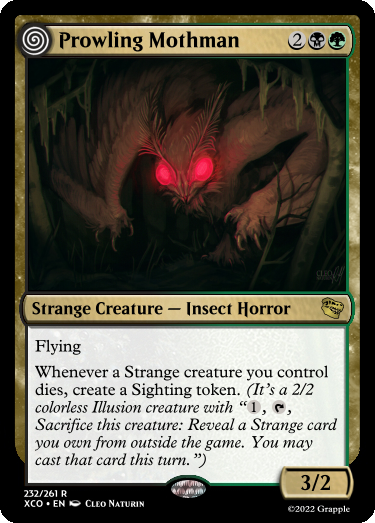 Prowling Mothman 2
Strange Creature — Insect Horror
Flying
Whenever a Strange creature you control
dies, create a Sighting token. (It's a 2/2
colorless Illusion creature with “1, ,
Sacrifice this creature: Reveal a Strange
card you own from outside the game. You may
cast that card this turn.”)
3/2
232/261 R
XCO • EN Cleo Naturin
©2022 Grapple